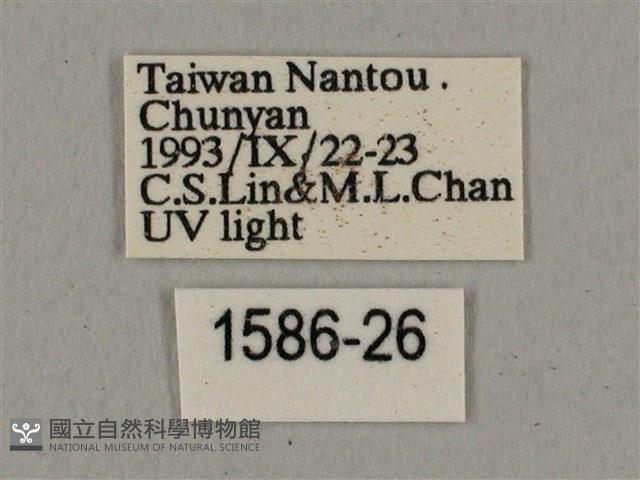 Taiwan Nantou .
Chunyan
1993/IX/22-23
C.S.Lin&M.L.Chan
UV light
1586-26
國立自然科學博物館
NATIONAL MUSEUM OF NATURAL SCIENCE